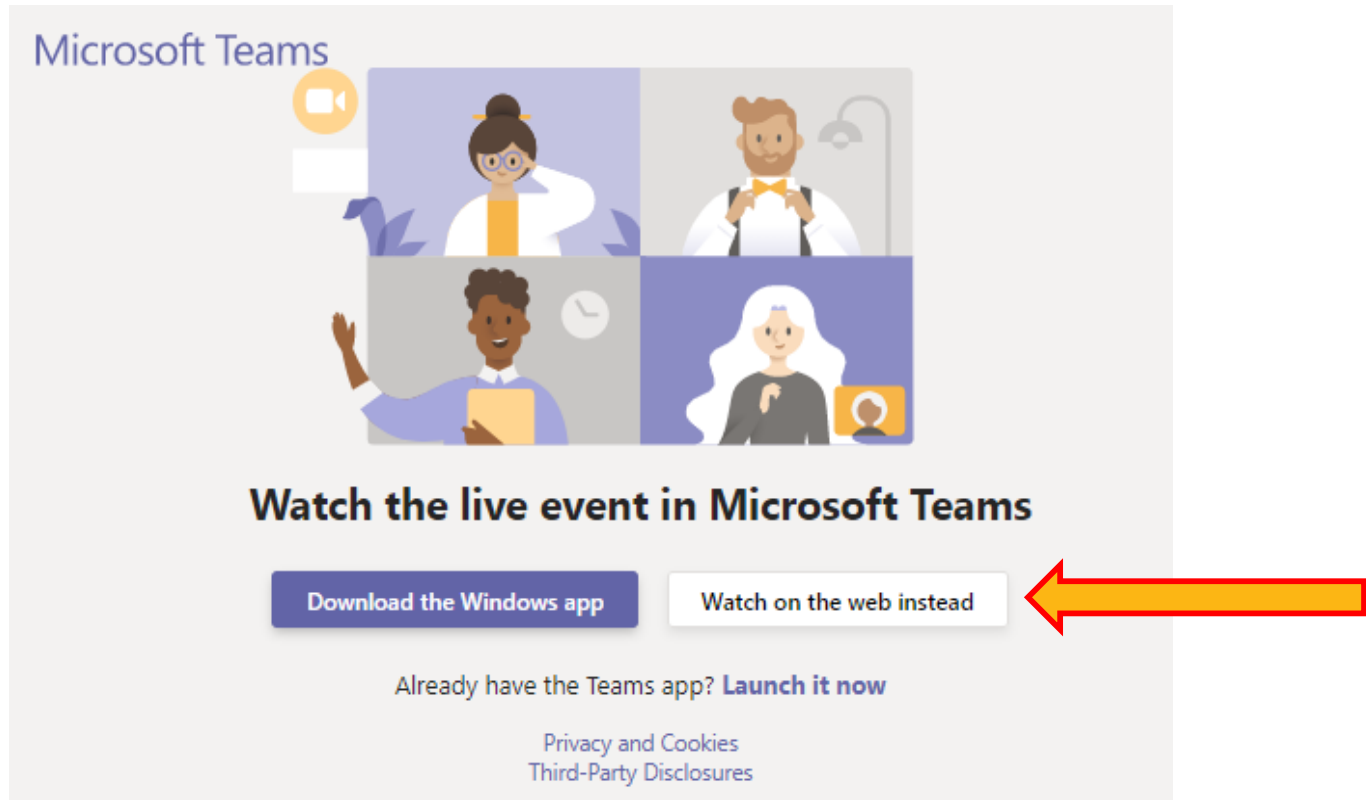 Microsoft Teams
Watch the live event in Microsoft Teams
Download the Windows app
Watch on the web instead
Already have the Teams app? Launch it now
Privacy and Cookies
Third-Party Disclosures